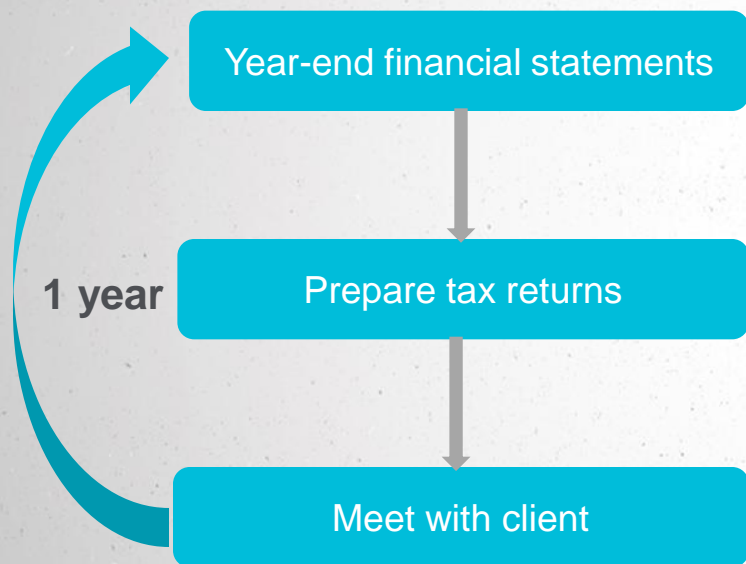 Year-end financial statements
1 year
Prepare tax returns
Meet with client